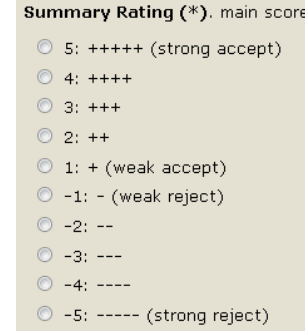 Summary Rating (*). main score
5: +++++ (strong accept)
4: ++++
3: +++
2: ++
1: + (weak accept)
-1: - (weak reject)
-2: --
-3: ---
-4: ----
-5: ----- (strong reject)